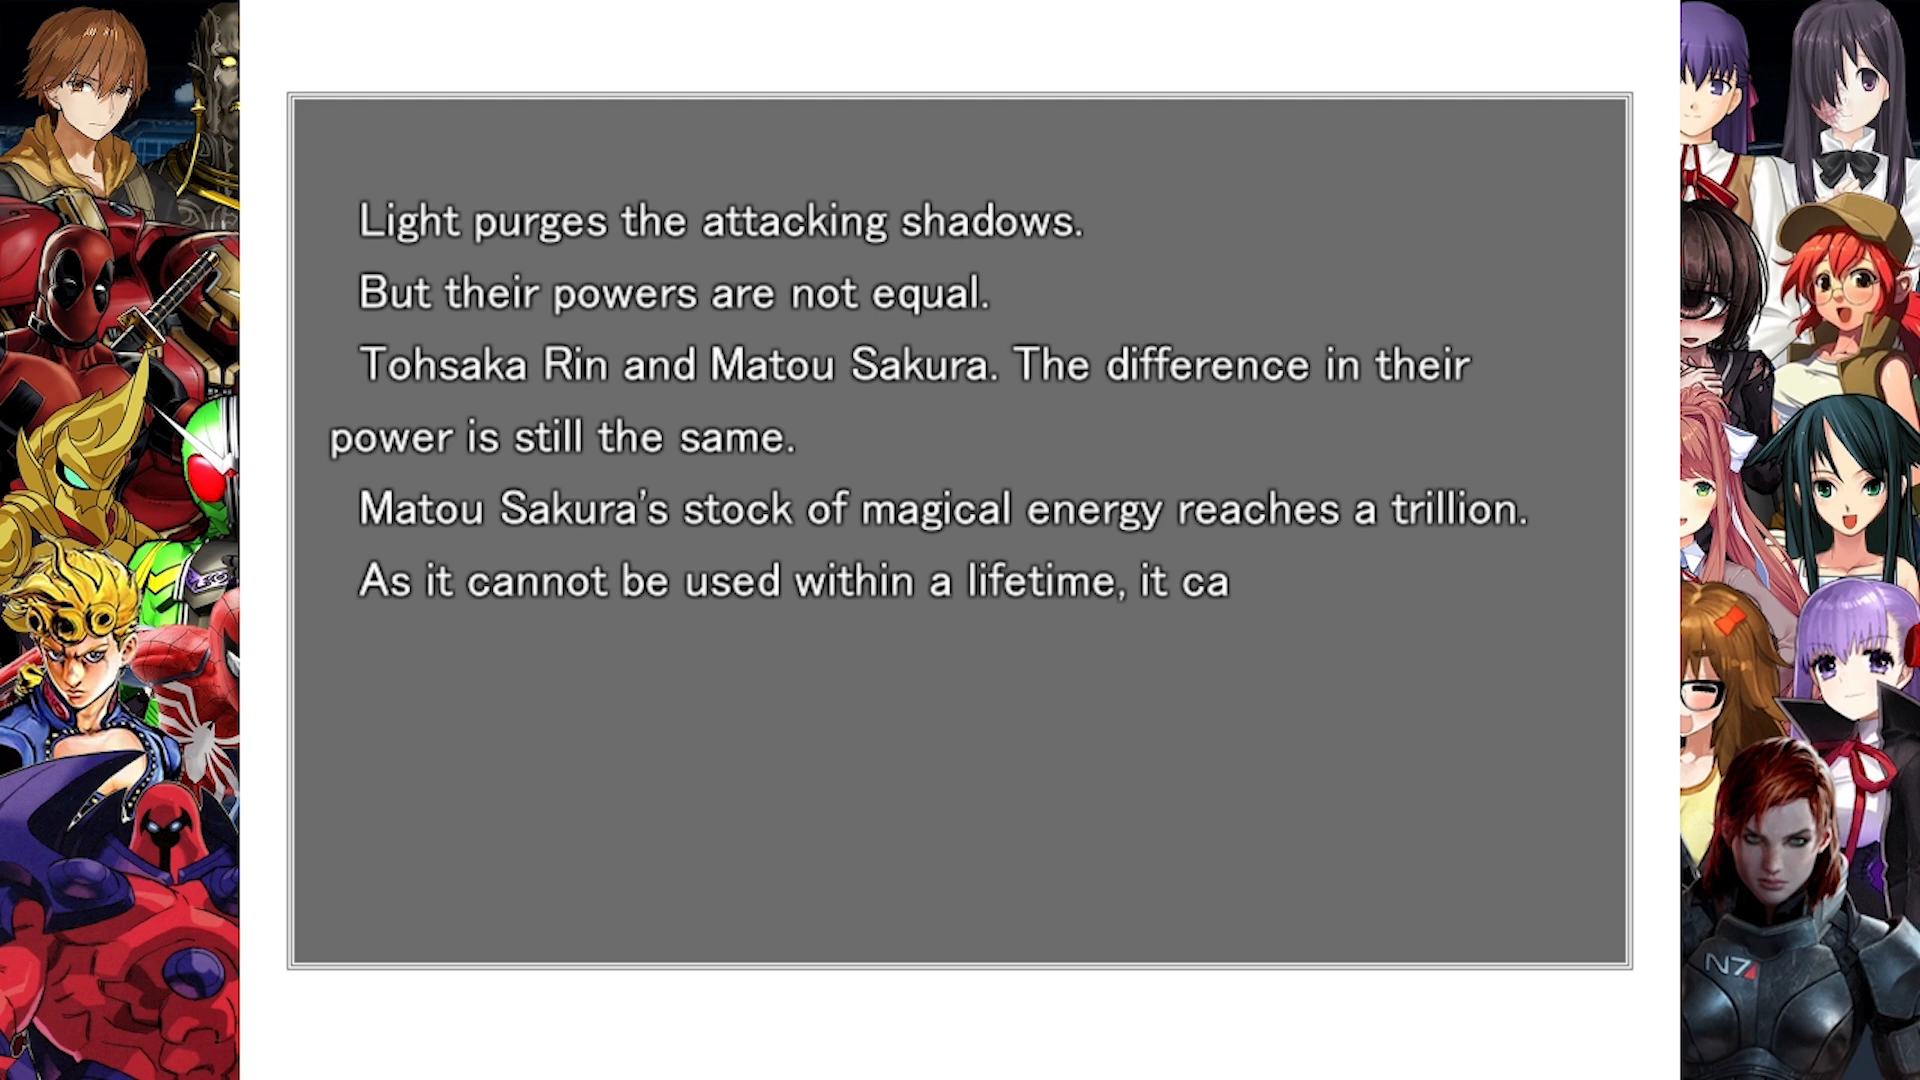 Light purges the attacking shadows.
But their powers are not equal.
Tohsaka Rin and Matou Sakura. The difference in their
power is still the same.
Matou Sakura's stock of magical energy reaches a trillion.
As it cannot be used within a lifetime, it ca
N7